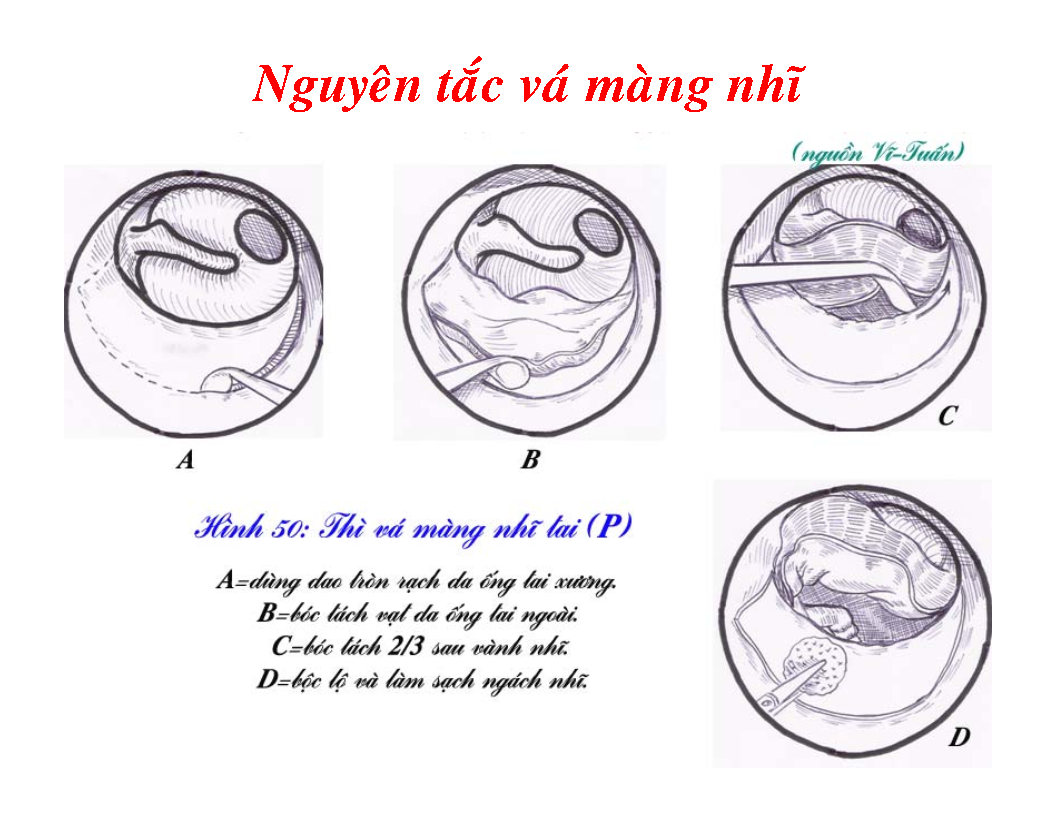 Nguyên tắc vá màng nhĩ
(nguồn Vĩ-Tuấn)
A
B
C
Hình 50: Thì vá màng nhĩ tai (P)
A=dùng dao tròn rạch da ống tai xương.
B=bóc tách vạt da ống tai ngoài.
C=bóc tách 2/3 sau vành nhĩ.
D=bộc lộ và làm sạch ngách nhĩ.
D